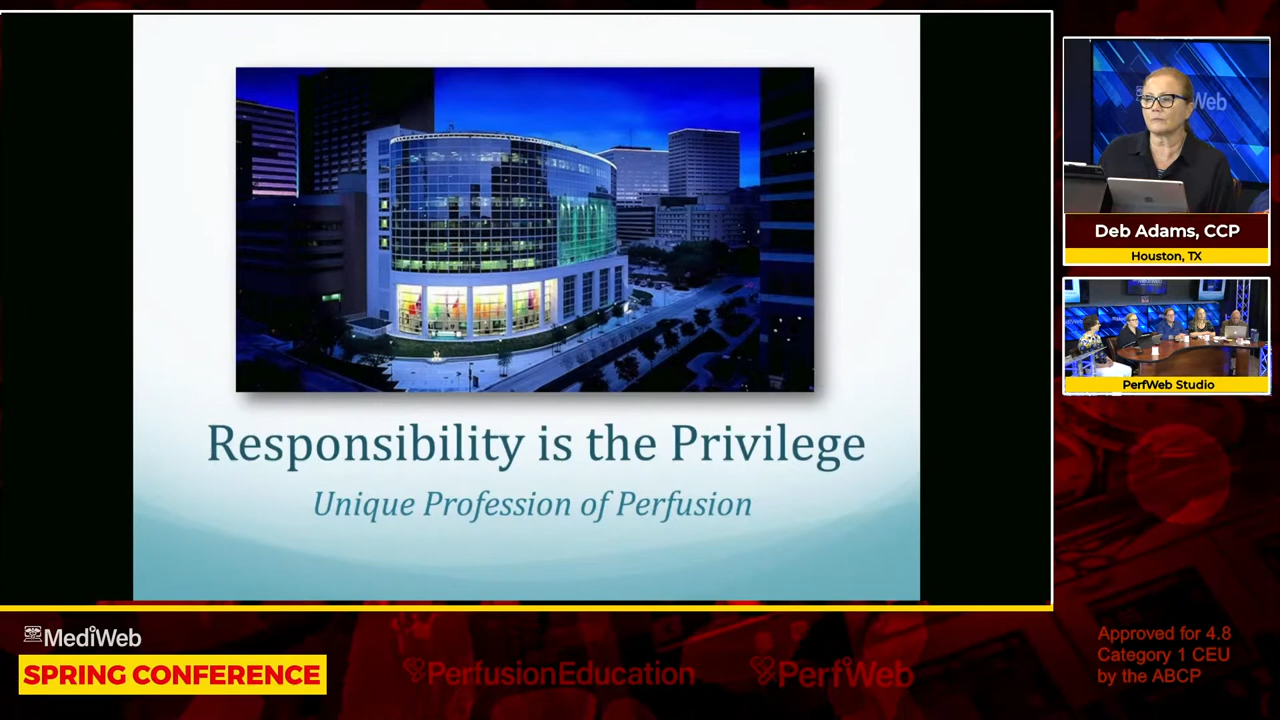 Responsibility is the Privilege
Unique Profession of Perfusion
Web
Deb Adams, CCP
Houston, TX
PerfWeb Studio
MediWeb
SPRING CONFERENCE
PerfusionEducation
PerfWeb
Approved for 4.8
Category 1 CEU
by the ABCP